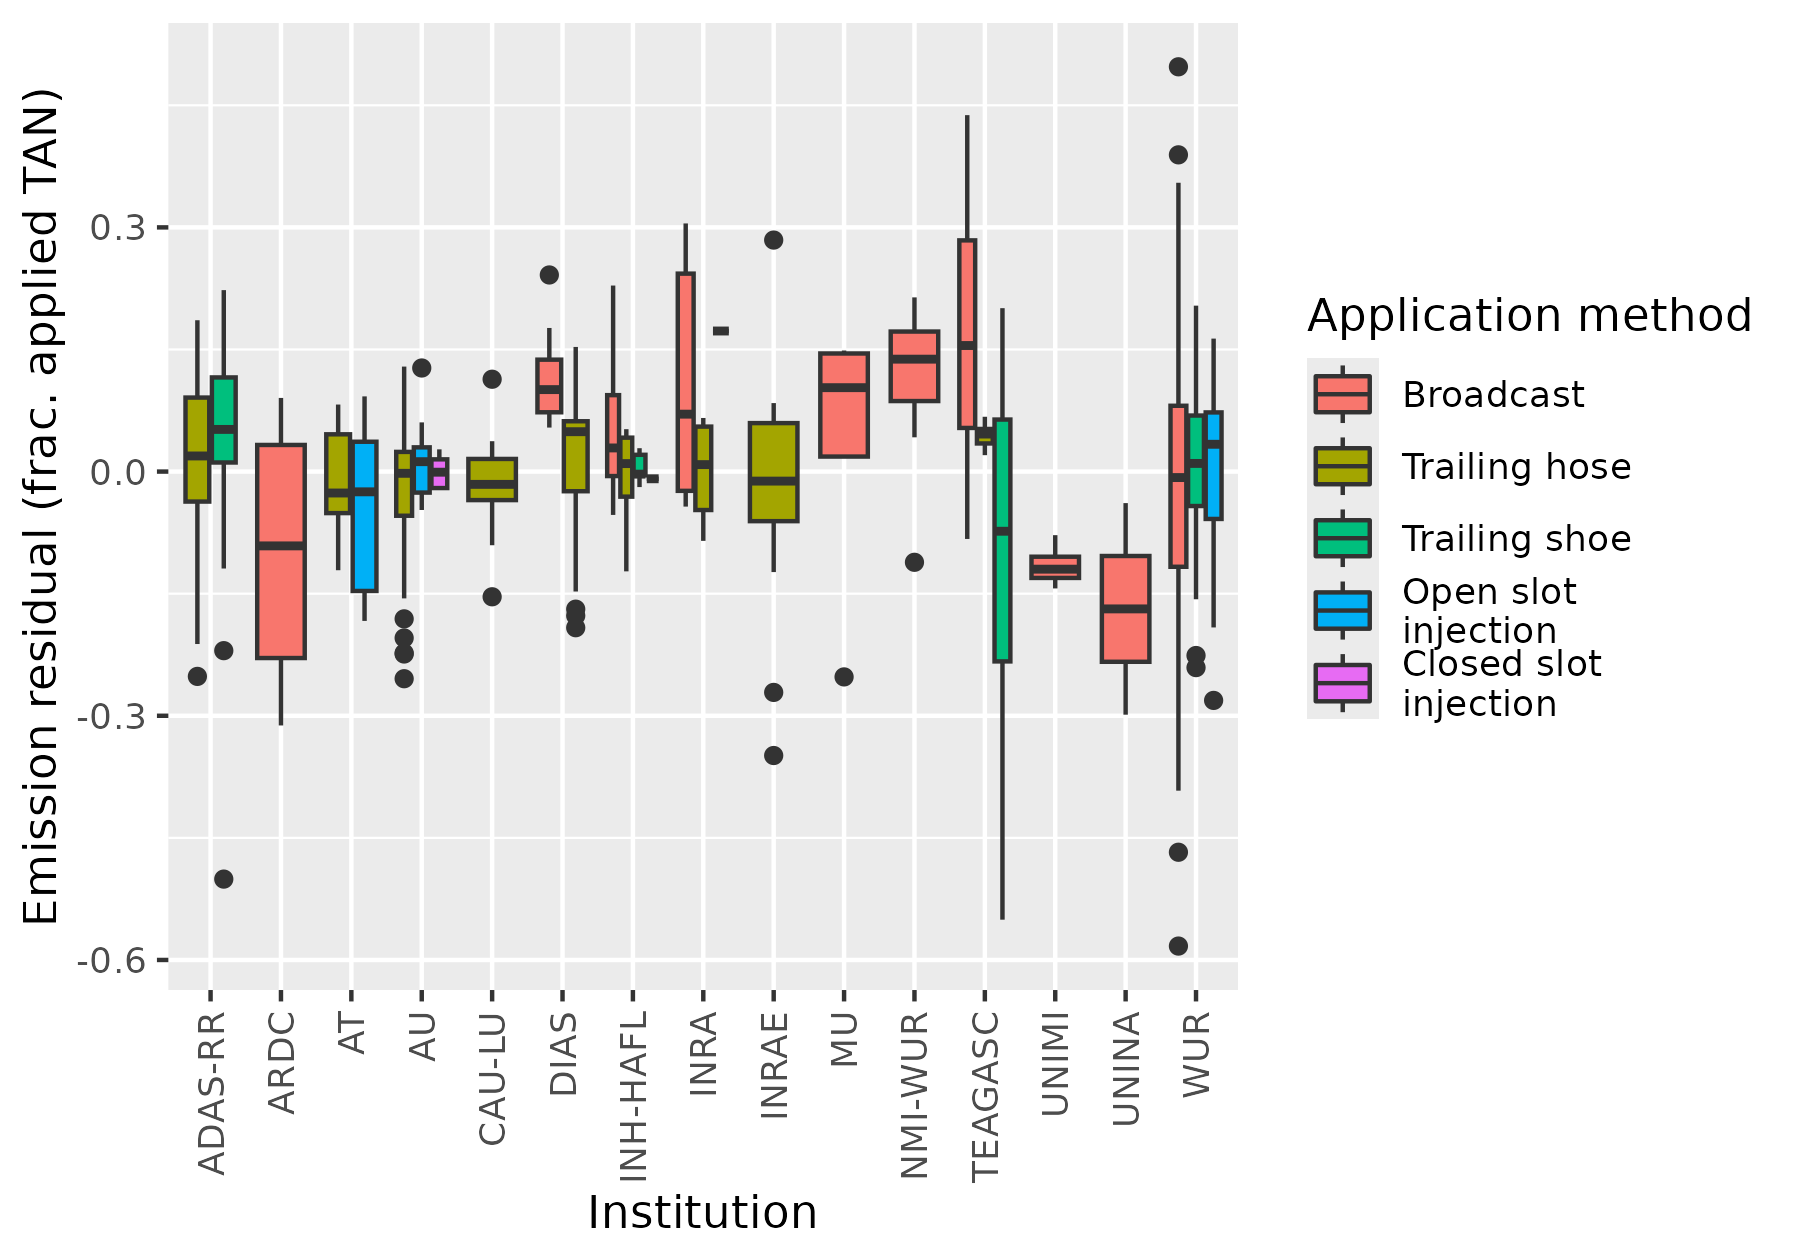 Emission residual (frac. applied TAN)
0.3
0.0
-0.3
-0.6
ADAS-RR
ARDC
AT
AU
CAU-LU
DIAS
INH-HAFL
INRA
INRAE
MU
NMI-WUR
TEAGASC
UNIMI
UNINA
WUR
Institution
Application method
Broadcast
Trailing hose
Trailing shoe
Open slot
injection
Closed slot
injection